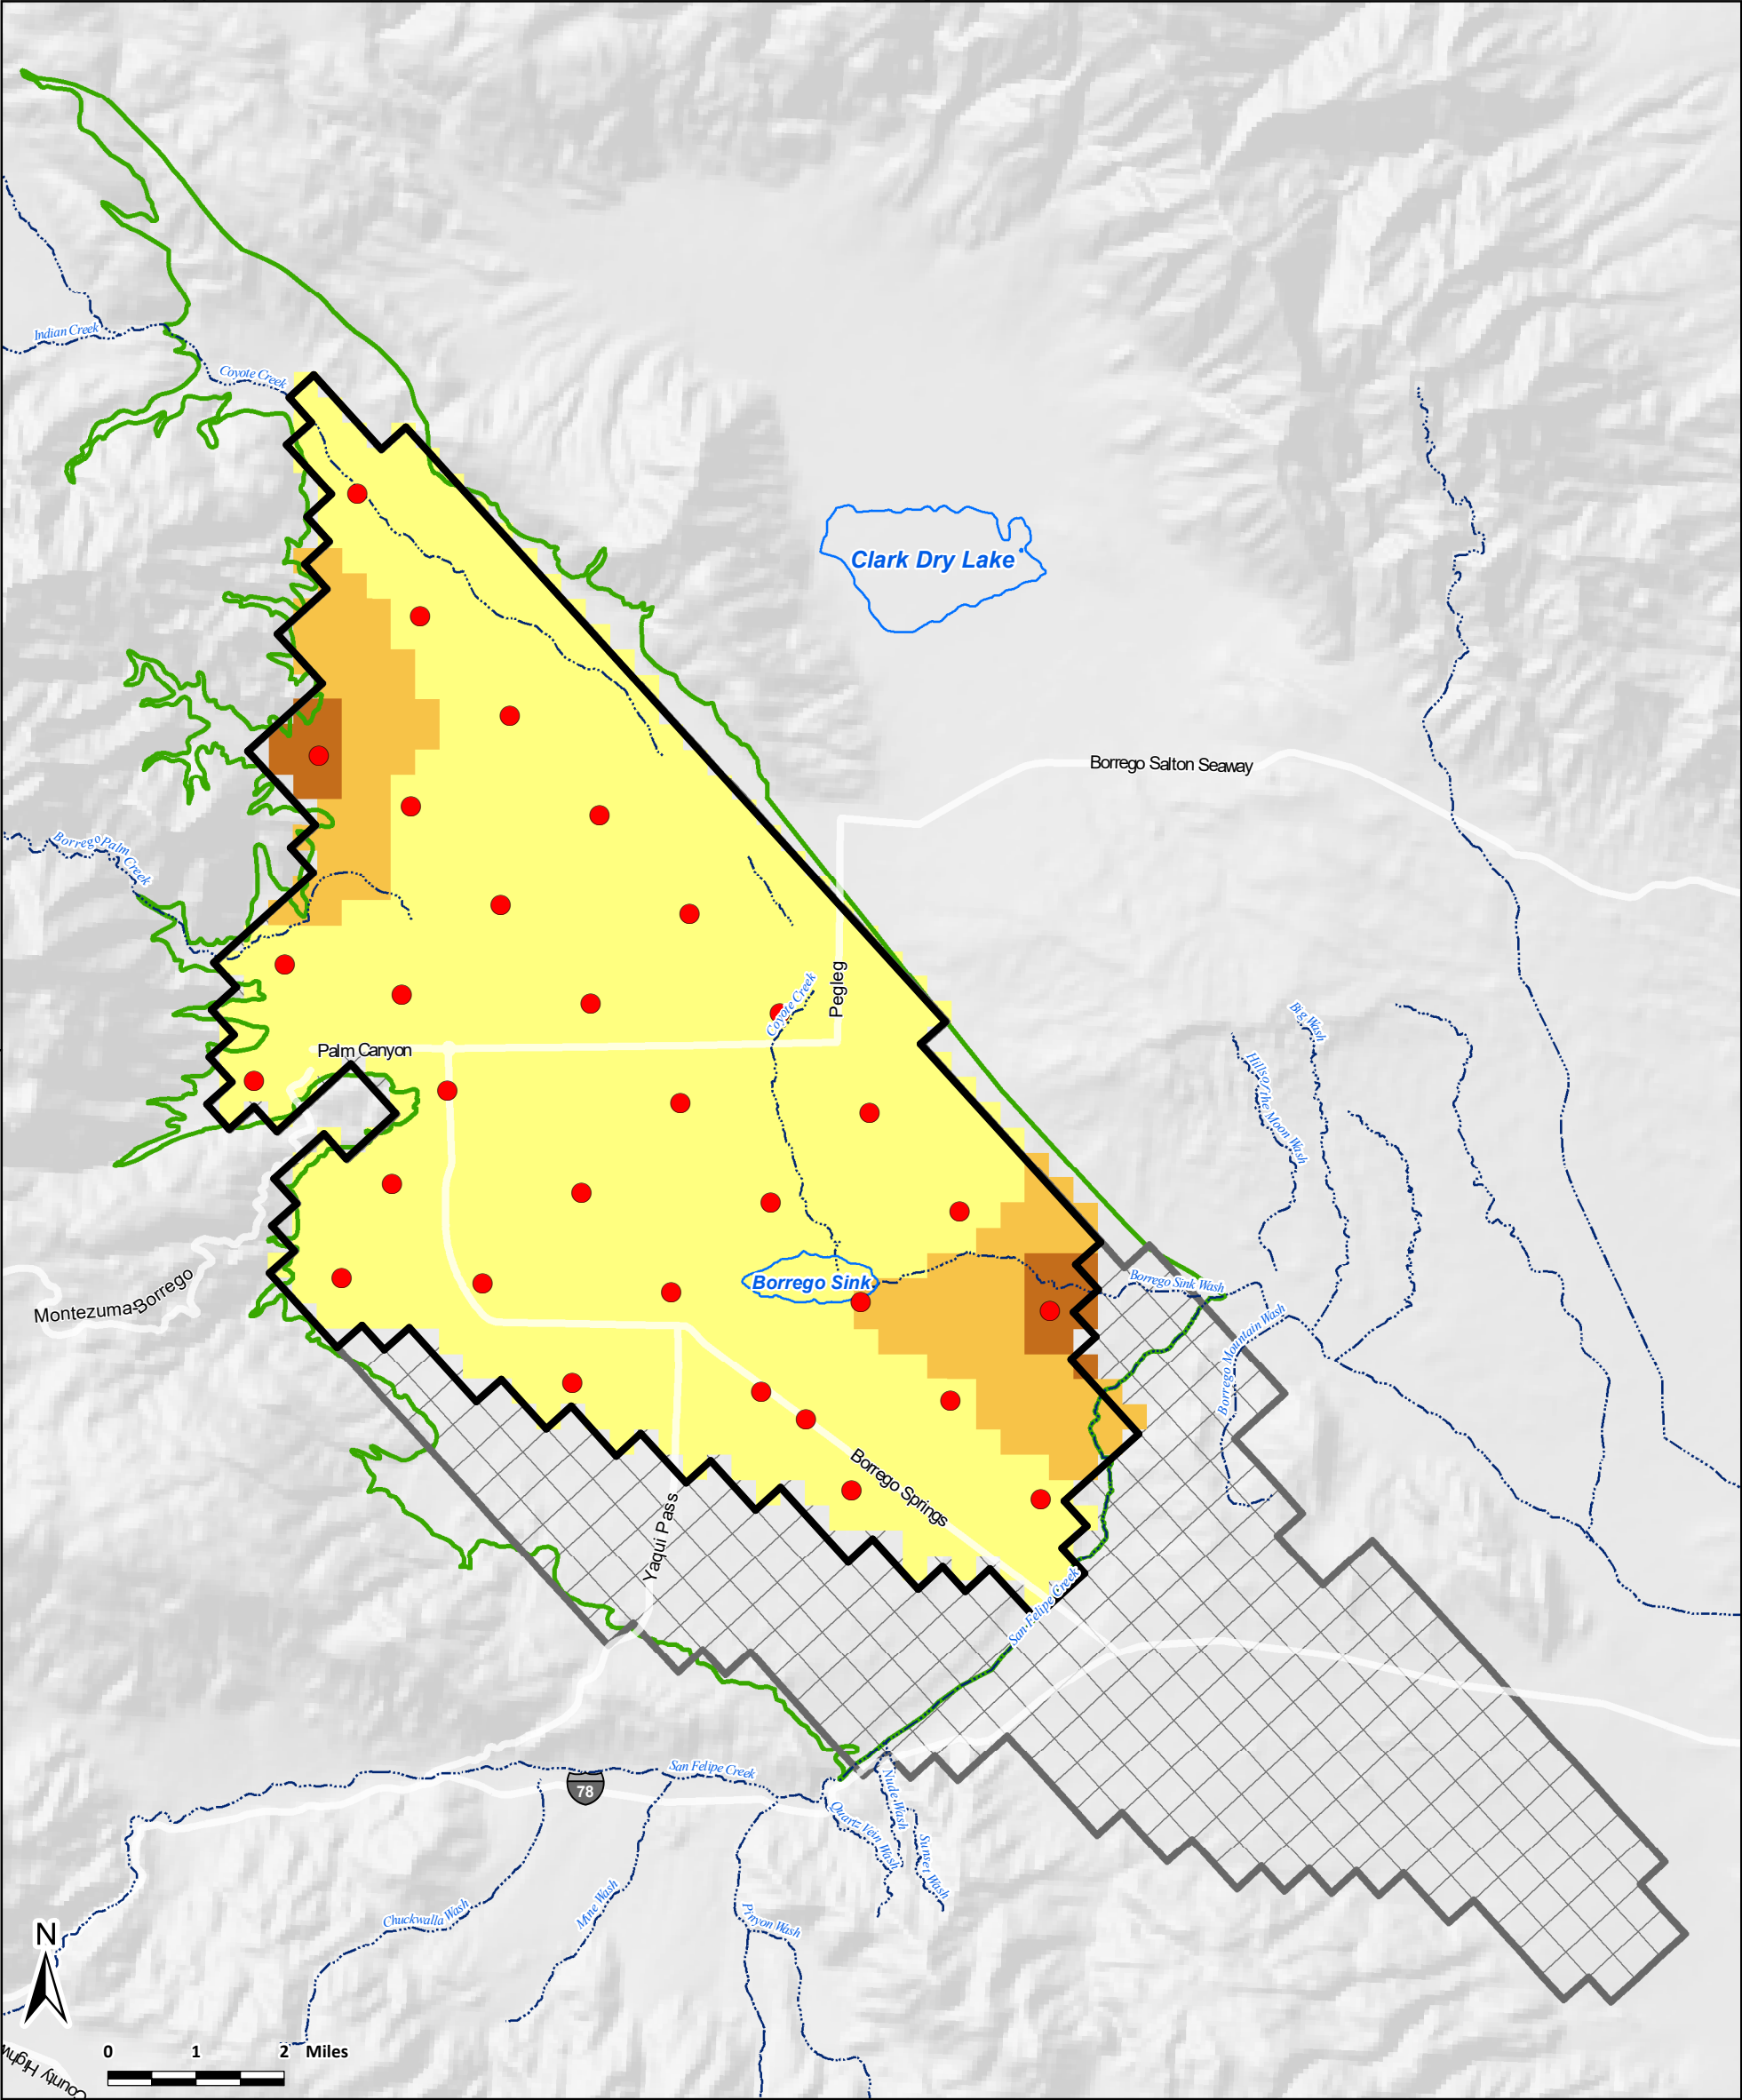 Indian Creek
Coyote Creek
Clark Dry Lake
Borrego Salton Seaway
Borrego Palm Creek
Pegleg
Coyote Creek
Palm Canyon
Big Wash
Hills of the Moon Wash
Borrego Sink
Borrego Sink Wash
Montezuma-Borrego
Borrego Mountain Wash
Borrego Springs
Yaqui Pass
San Felipe Creek
San Felipe Creek
78
Nude Wash
Quartz Vein Wash
Sunset Wash
Chuckwalla Wash
Mine Wash
Pinyon Wash
N
0 1 2 Miles
County Highw